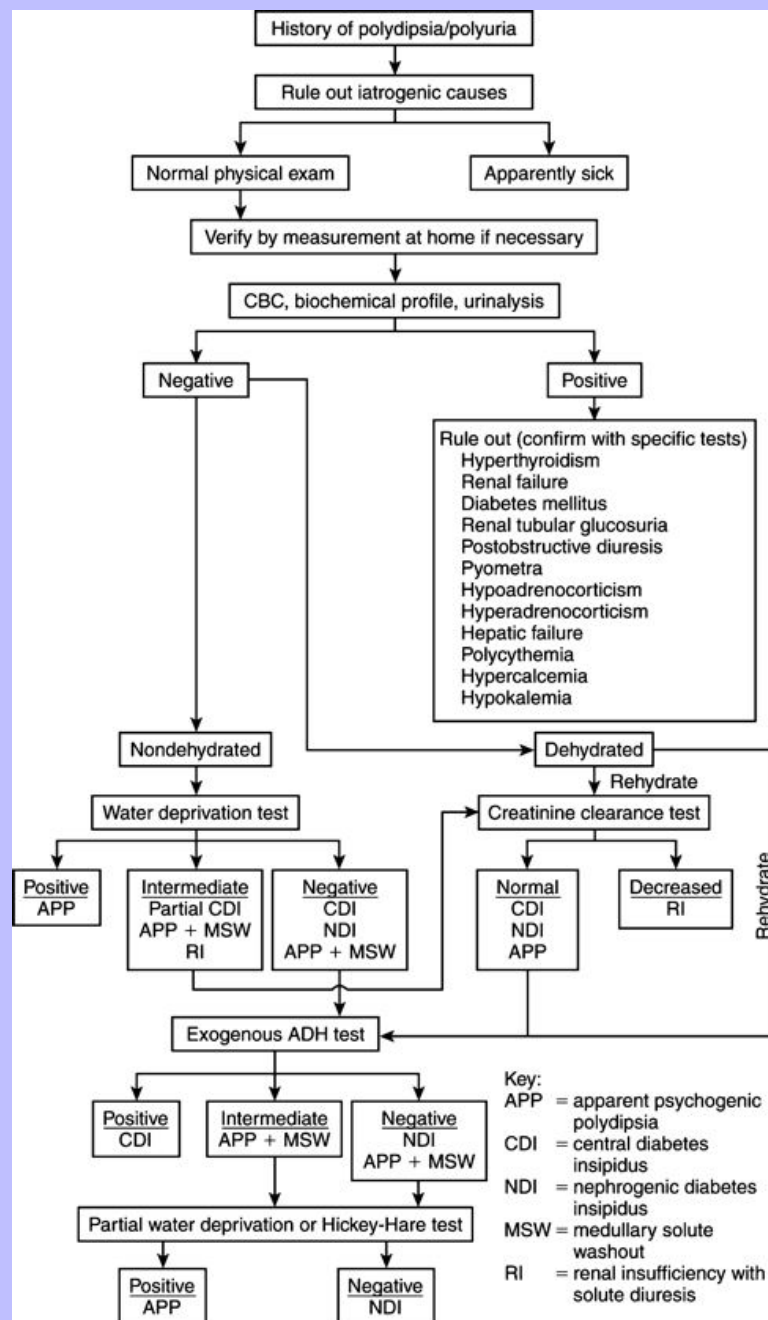 History of polydipsia/polyuria
Rule out iatrogenic causes
Normal physical exam
Apparently sick
Verify by measurement at home if necessary
CBC, biochemical profile, urinalysis
Negative
Positive
Rule out (confirm with specific tests)
Hyperthyroidism
Renal failure
Diabetes mellitus
Renal tubular glucosuria
Postobstructive diuresis
Pyometra
Hypoadrenocorticism
Hyperadrenocorticism
Hepatic failure
Polycythemia
Hypercalcemia
Hypokalemia
Nondehydrated
Dehydrated
Rehydrate
Water deprivation test
Creatinine clearance test
Rehydrate
Positive
APP
Intermediate
Partial CDI
APP + MSW
RI
Negative
CDI
NDI
APP + MSW
Normal
CDI
NDI
APP
Decreased
RI
Exogenous ADH test
Positive
CDI
Intermediate
APP + MSW
Negative
NDI
APP + MSW
Partial water deprivation or Hickey-Hare test
Positive
APP
Negative
NDI
Key:
APP = apparent psychogenic
polydipsia
CDI = central diabetes
insipidus
NDI = nephrogenic diabetes
insipidus
MSW = medullary solute
washout
RI = renal insufficiency with
solute diuresis